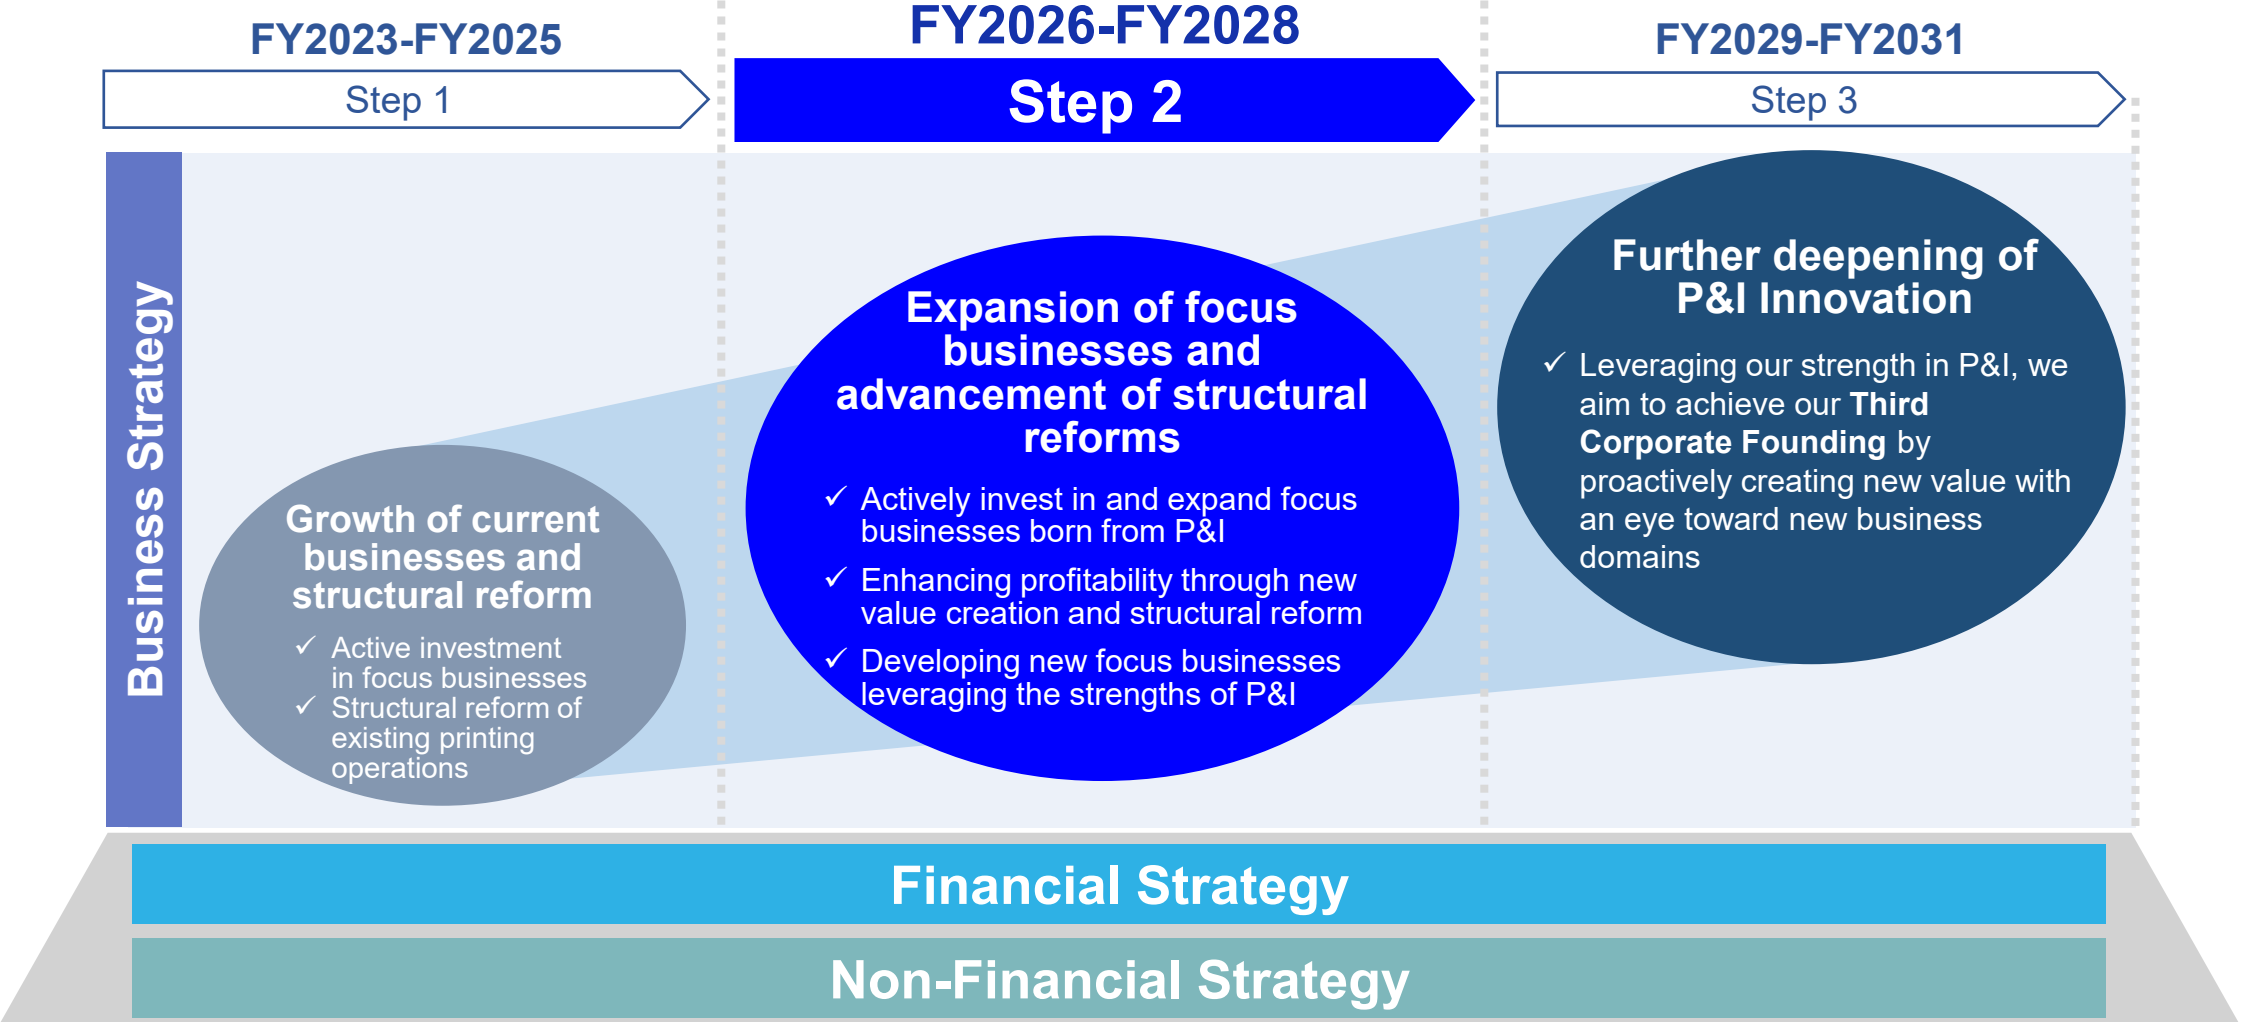 FY2023-FY2025
FY2026-FY2028
FY2029-FY2031
Step 1
Step 2
Step 3
Business Strategy
Growth of current
businesses and
structural reform
✓ Active investment
in focus businesses
✓ Structural reform of
existing printing
operations
Expansion of focus
businesses and
advancement of structural
reforms
✓ Actively invest in and expand focus
businesses born from P&I
✓ Enhancing profitability through new
value creation and structural reform
✓ Developing new focus businesses
leveraging the strengths of P&I
Further deepening of
P&I Innovation
✓ Leveraging our strength in P&I, we
aim to achieve our Third
Corporate Founding by
proactively creating new value with
an eye toward new business
domains
Financial Strategy
Non-Financial Strategy